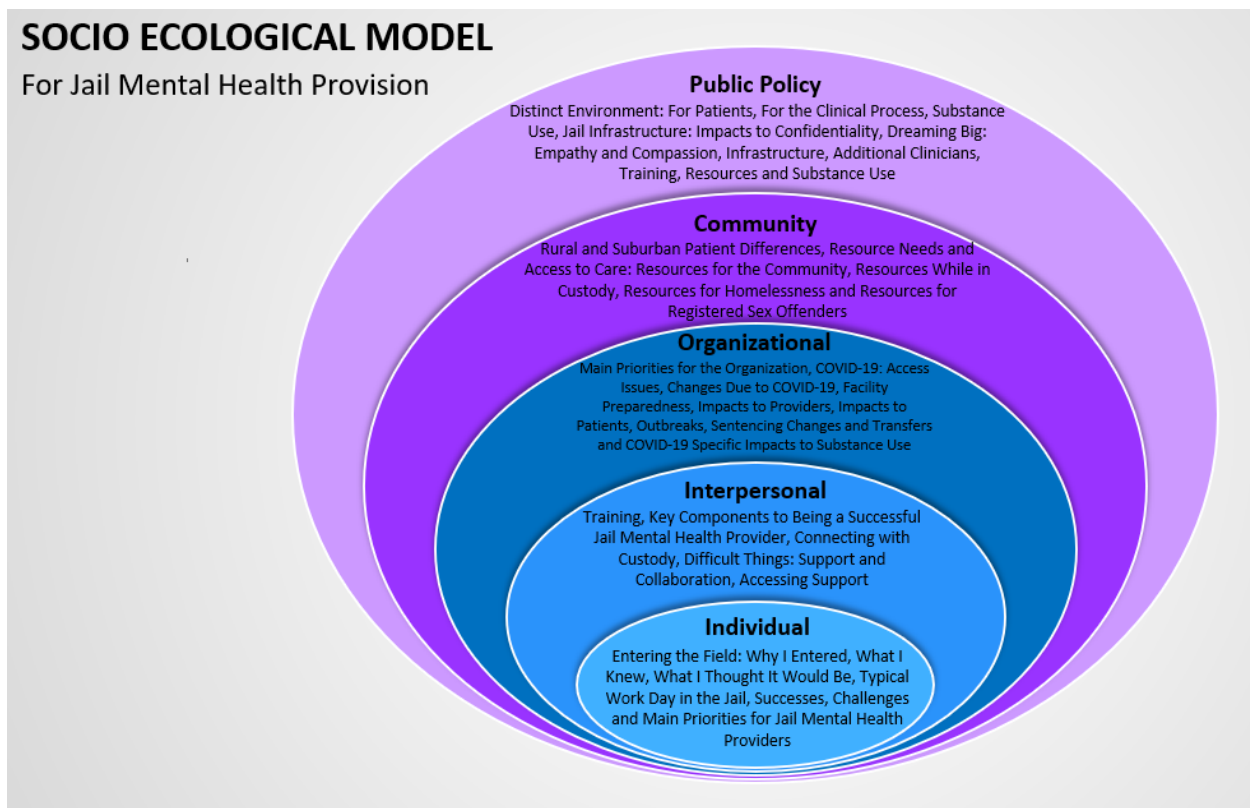 SOCIO ECOLOGICAL MODEL
For Jail Mental Health Provision
Public Policy
Distinct Environment: For Patients, For the Clinical Process, Substance
Use, Jail Infrastructure: Impacts to Confidentiality, Dreaming Big:
Empathy and Compassion, Infrastructure, Additional Clinicians,
Training, Resources and Substance Use
Community
Rural and Suburban Patient Differences, Resource Needs and
Access to Care: Resources for the Community, Resources While in
Custody, Resources for Homelessness and Resources for
Registered Sex Offenders
Organizational
Main Priorities for the Organization, COVID-19: Access
Issues, Changes Due to COVID-19, Facility
Preparedness, Impacts to Providers, Impacts to
Patients, Outbreaks, Sentencing Changes and Transfers
and COVID-19 Specific Impacts to Substance Use
Interpersonal
Training, Key Components to Being a Successful
Jail Mental Health Provider, Connecting with
Custody, Difficult Things: Support and
Collaboration, Accessing Support
Individual
Entering the Field: Why I Entered, What I
Knew, What I Thought It Would Be, Typical
Work Day in the Jail, Successes, Challenges
and Main Priorities for Jail Mental Health
Providers